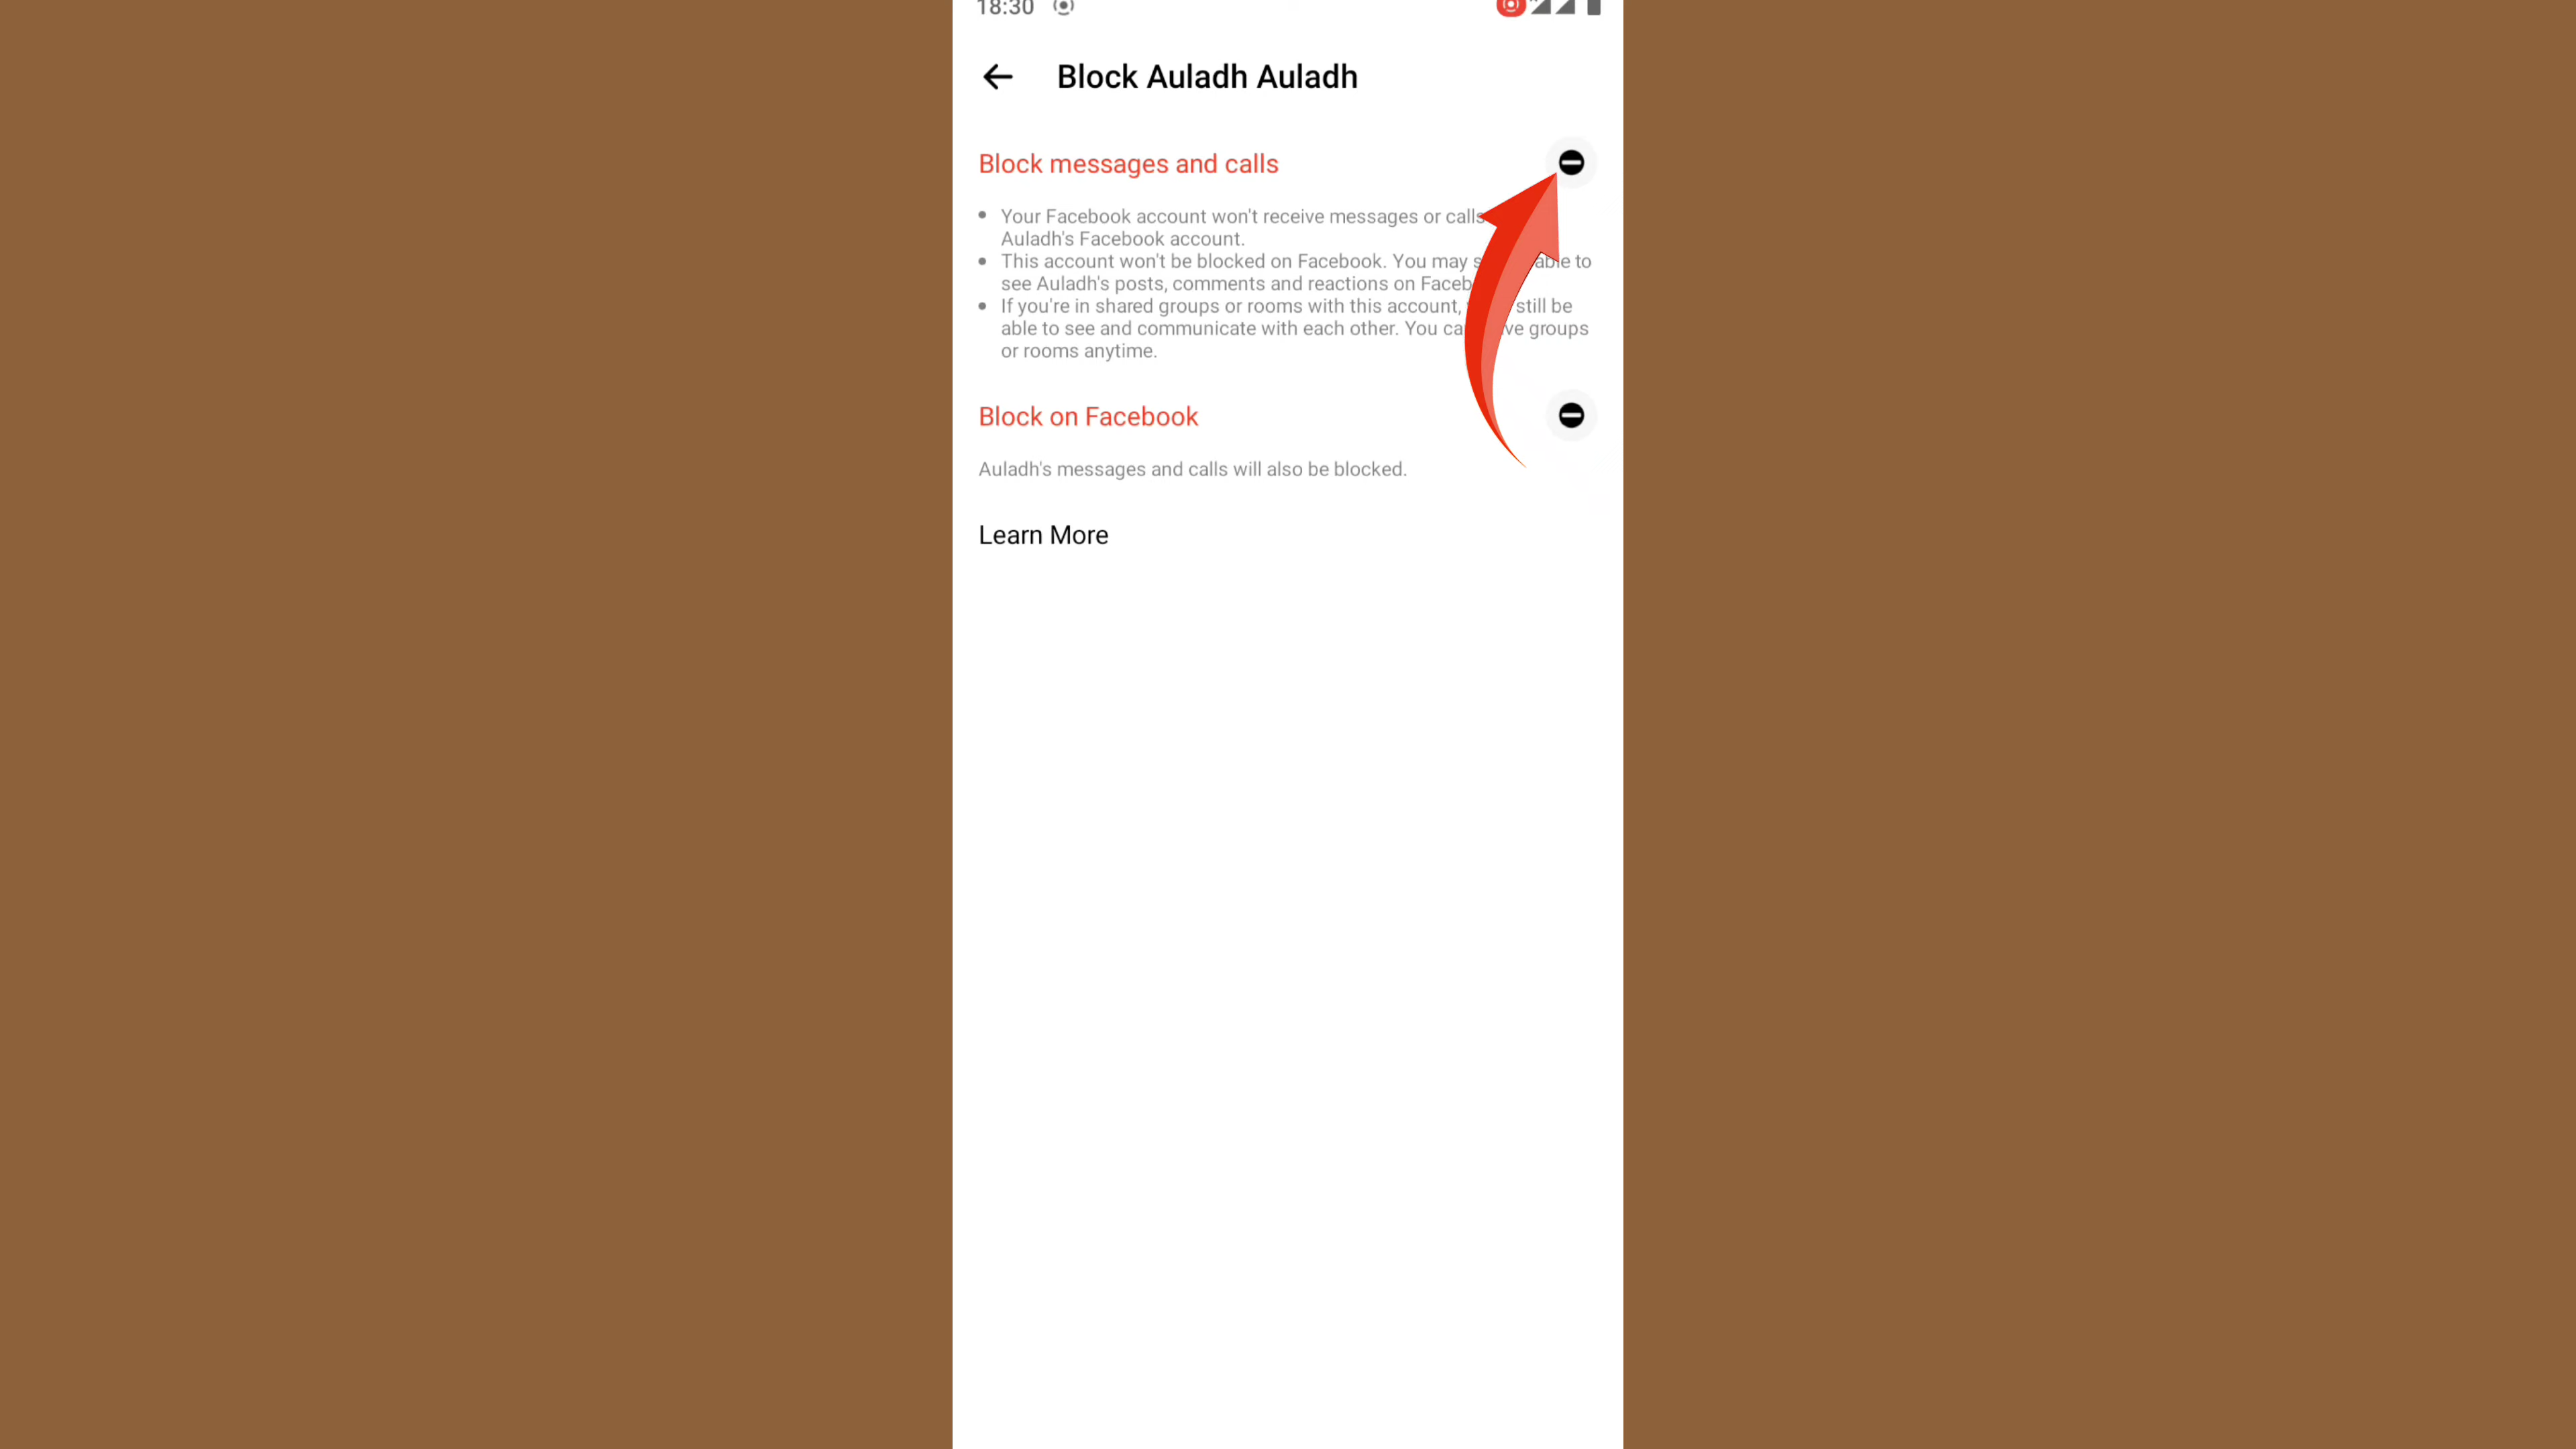 18:30
Block Auladh Auladh
Block messages and calls
• Your Facebook account won't receive messages or calls
Auladh's Facebook account.
• This account won't be blocked on Facebook. You may able to
see Auladh's posts, comments and reactions on
• If you're in shared groups or rooms with this account, still be
able to see and communicate with each other. You groups
or rooms anytime.
Block on Facebook
Auladh's messages and calls will also be blocked.
Learn More